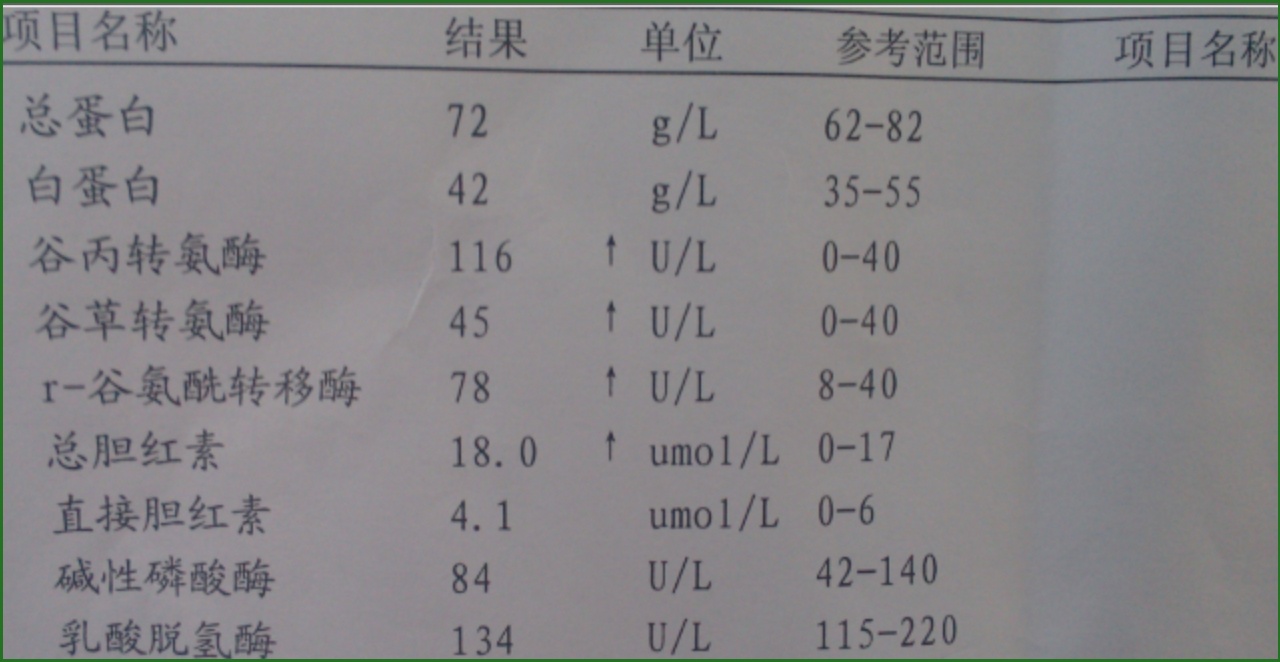 项目名称 结果 单位 参考范围 项目名称
总蛋白 72 g/L 62-82
白蛋白 42 g/L 35-55
谷丙转氨酶 116 ↑ U/L 0-40
谷草转氨酶 45 ↑ U/L 0-40
r-谷氨酰转移酶 78 ↑ U/L 8-40
总胆红素 18.0 ↑ umol/L 0-17
直接胆红素 4.1 umol/L 0-6
碱性磷酸酶 84 U/L 42-140
乳酸脱氢酶 134 U/L 115-220